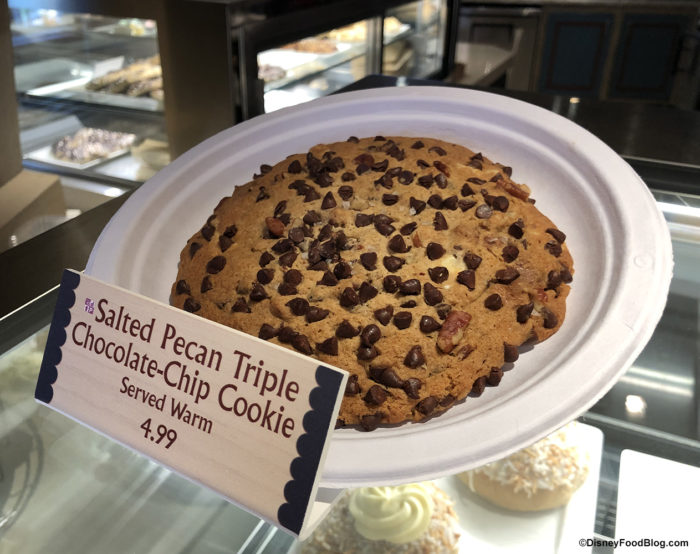 Salted Pecan Triple
Chocolate-Chip Cookie
Served Warm
4.99
©DisneyFoodBlog.com